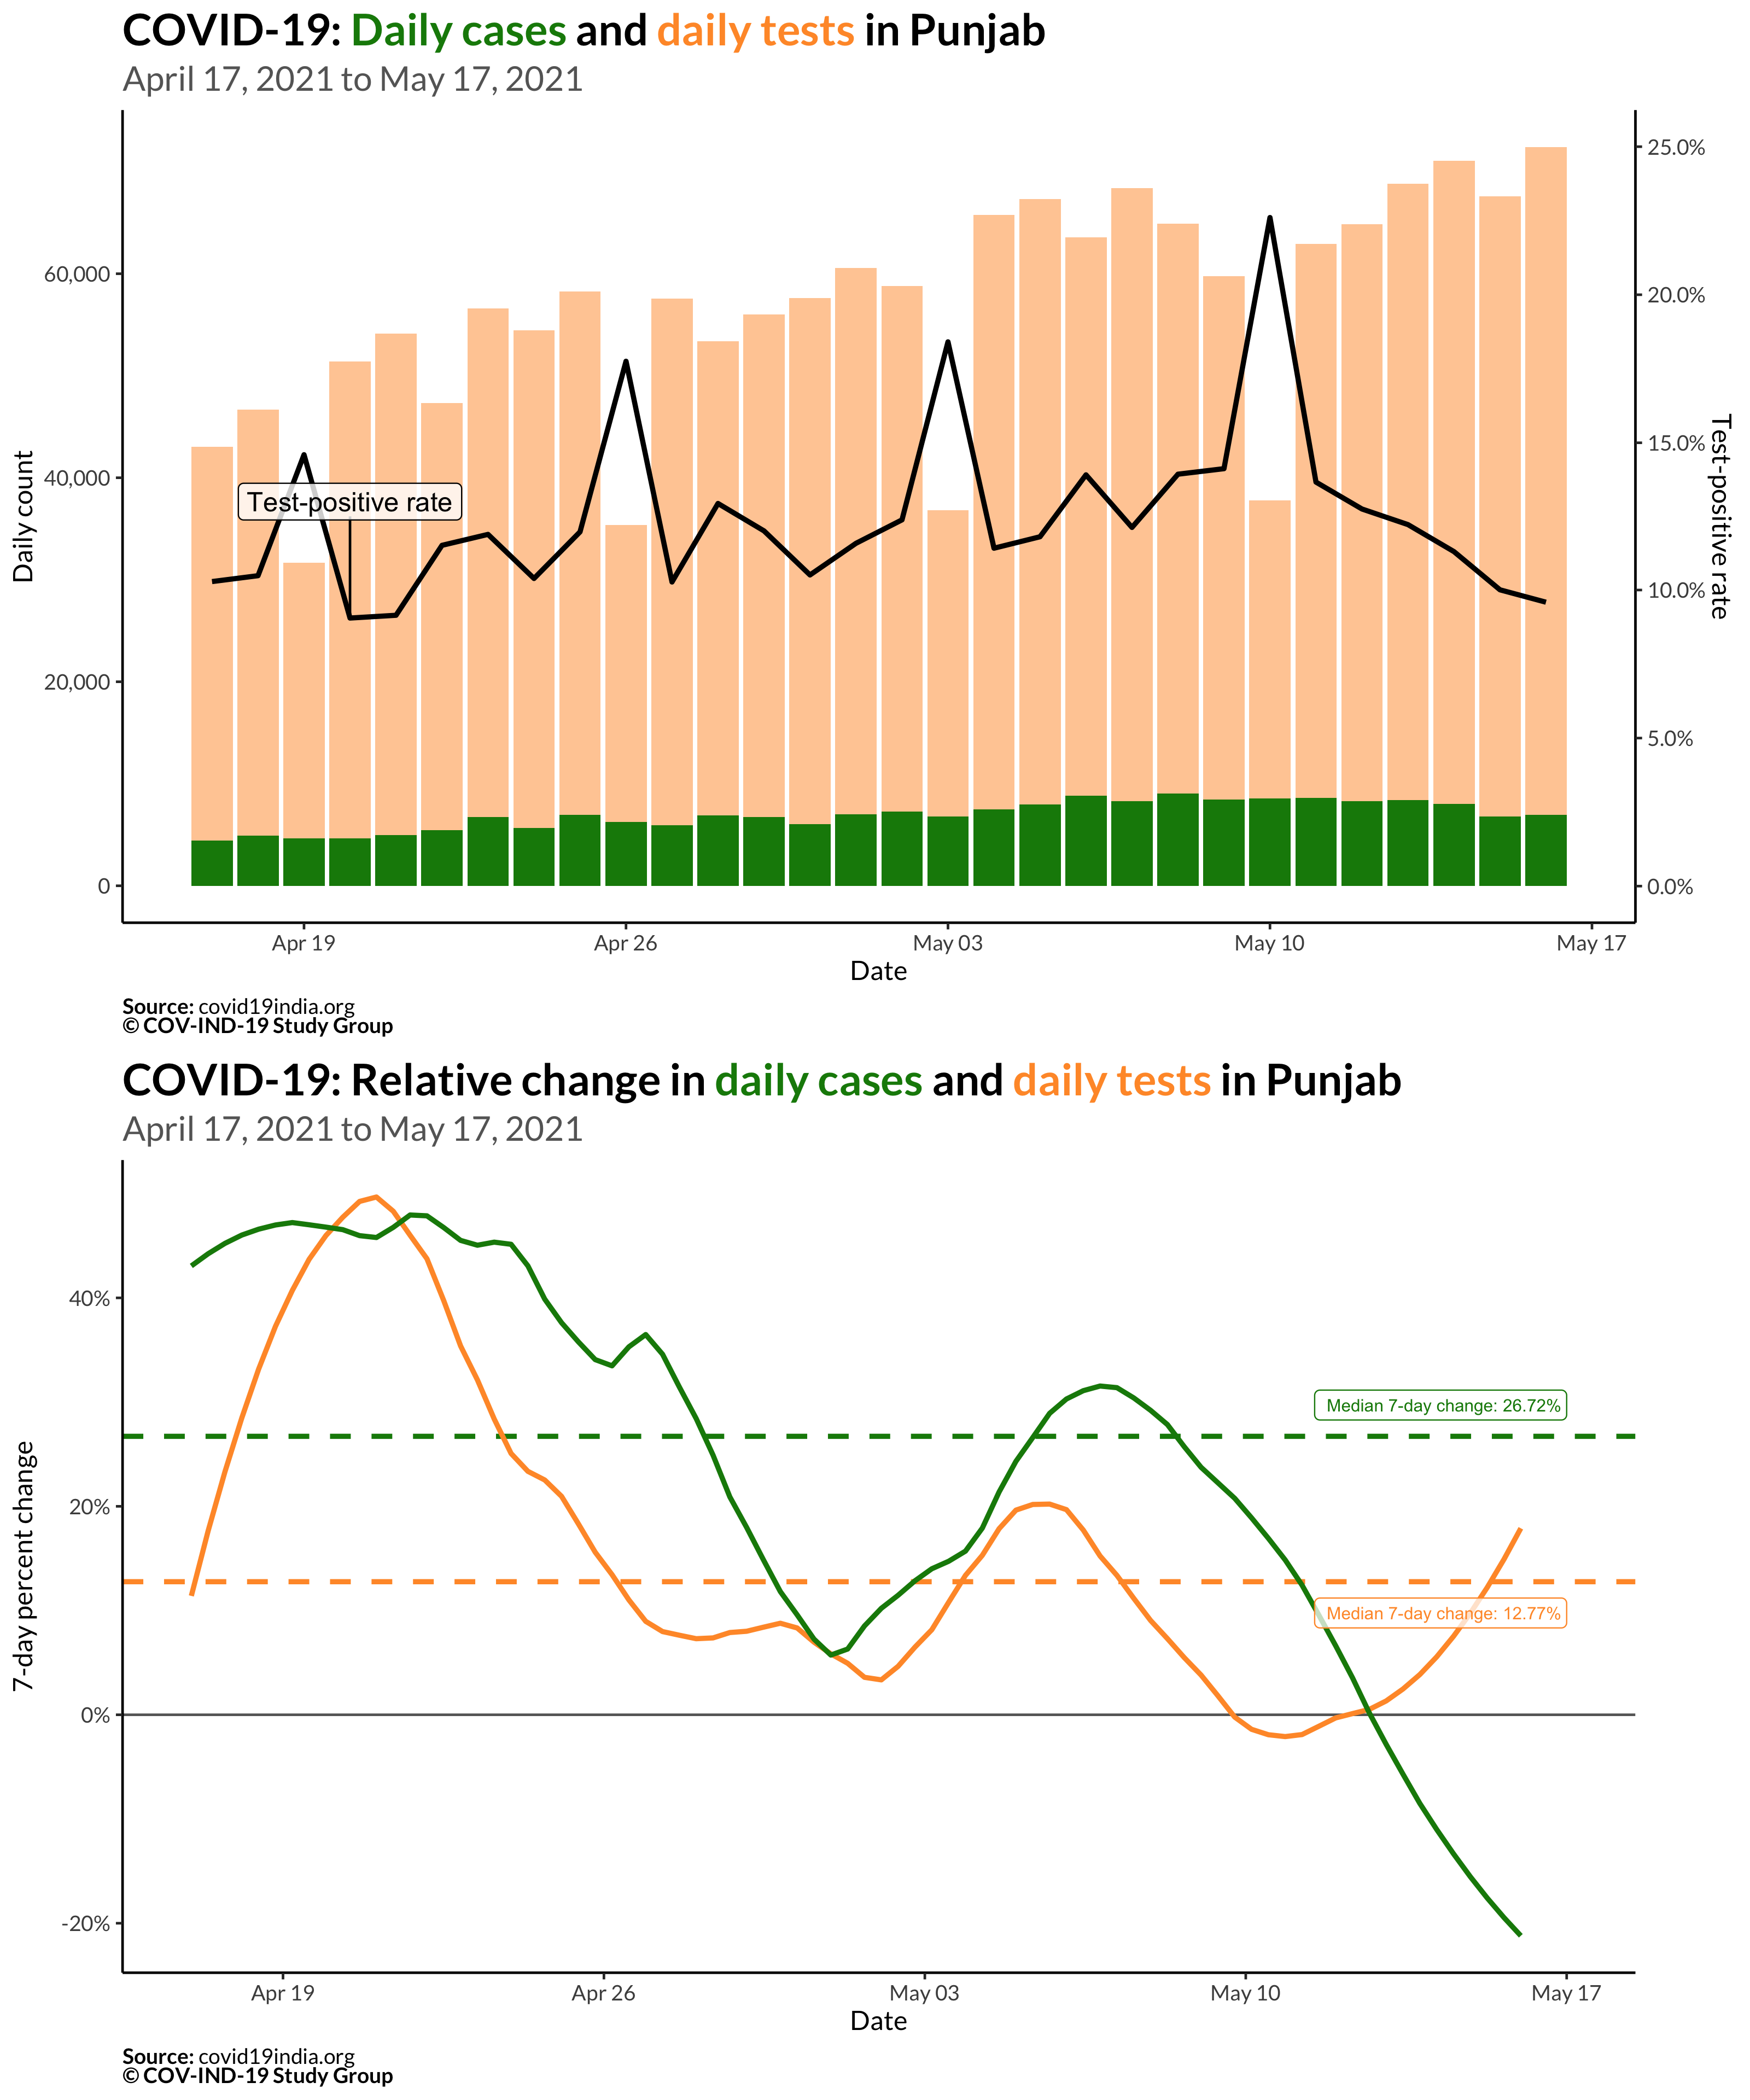 COVID-19: Daily cases and daily tests in Punjab
April 17, 2021 to May 17, 2021
25.0%
60,000
20.0%
15.0%
40,000
Test-positive rate
Daily count
Test-positive rate
10.0%
20,000
5.0%
0
0.0%
Apr 19
Apr 26
May 03
May 10
May 17
Date
Source: covid19india.org
© COV-IND-19 Study Group
COVID-19: Relative change in daily cases and daily tests in Punjab
April 17, 2021 to May 17, 2021
40%
Median 7-day change: 26.72%
20%
7-day percent change
Median 7-day change: 12.77%
0%
-20%
Apr 19
Apr 26
May 03
May 10
May 17
Date
Source: covid19india.org
© COV-IND-19 Study Group